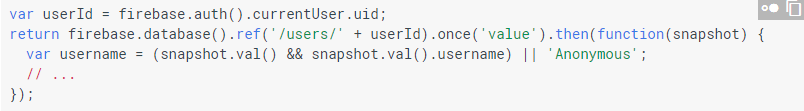 var userId = firebase.auth().currentUser.uid;
return firebase.database().ref('/users/' + userId).once('value').then(function(snapshot) {
  var username = (snapshot.val() && snapshot.val().username) || 'Anonymous';
  // ...
});